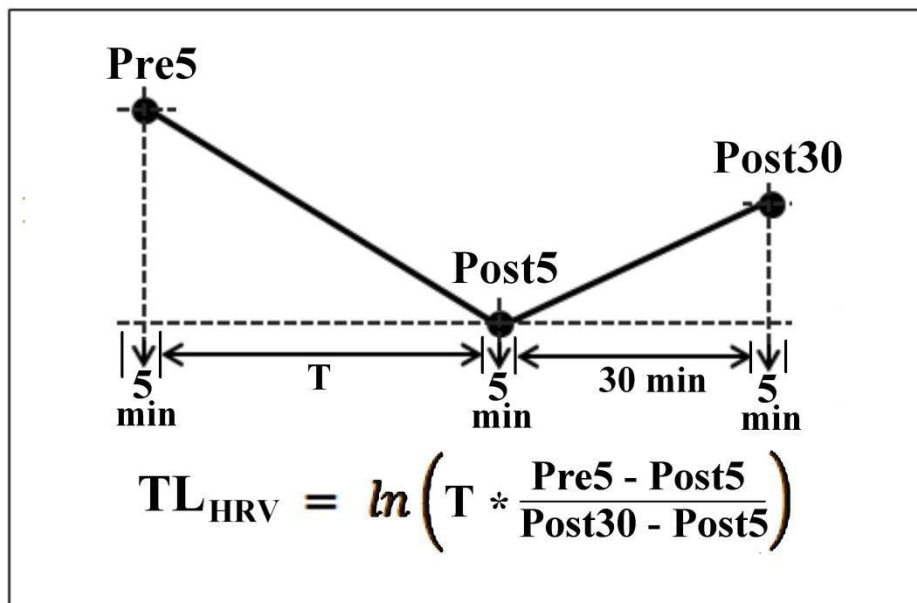 Pre5
Post30
Post5
T
30 min
5
min
5
min
5
min
TL_HRV = ln(T * (Pre5 - Post5)/(Post30 - Post5))